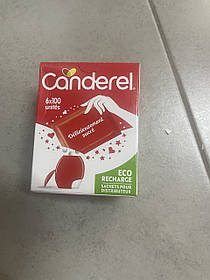 Canderel
6x100
unités
Délicieusement
sucré
ECO
RECHARGE
SACHETS POUR
DISTRIBUTEUR